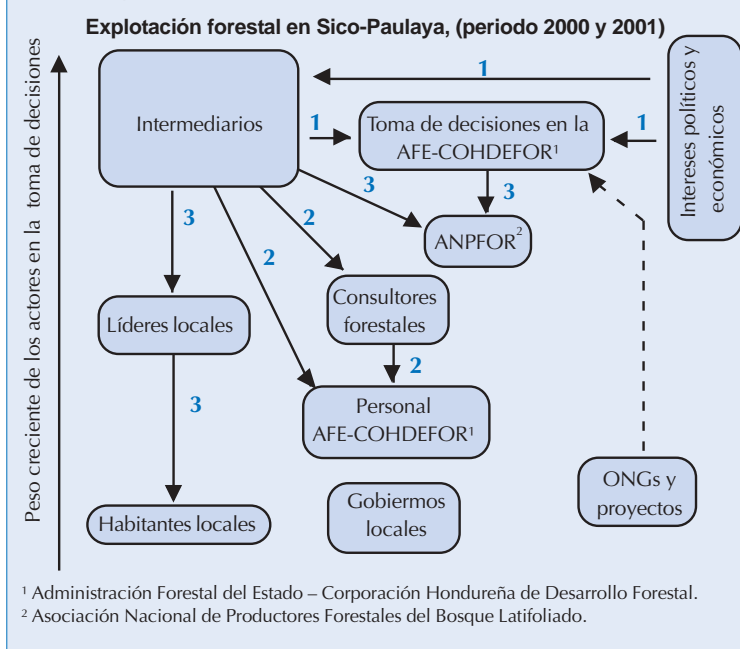 Explotación forestal en Sico-Paulaya, (periodo 2000 y 2001)
Peso creciente de los actores en la toma de decisiones
1
Intermediarios
1
Toma de decisiones en la
AFE-COHDEFOR¹
1
Intereses políticos y
económicos
3
3
3
2
2
ANPFOR²
Consultores
forestales
Líderes locales
2
3
Personal
AFE-COHDEFOR¹
ONGs y
proyectos
Gobiermos
locales
Habitantes locales
¹ Administración Forestal del Estado – Corporación Hondureña de Desarrollo Forestal.
² Asociación Nacional de Productores Forestales del Bosque Latifoliado.